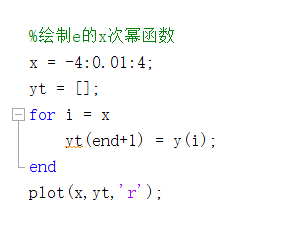 %绘制e的x次幂函数
x = -4:0.01:4;
yt = [];
for i = x
yt(end+1) = y(i);
end
plot(x,yt,'r');